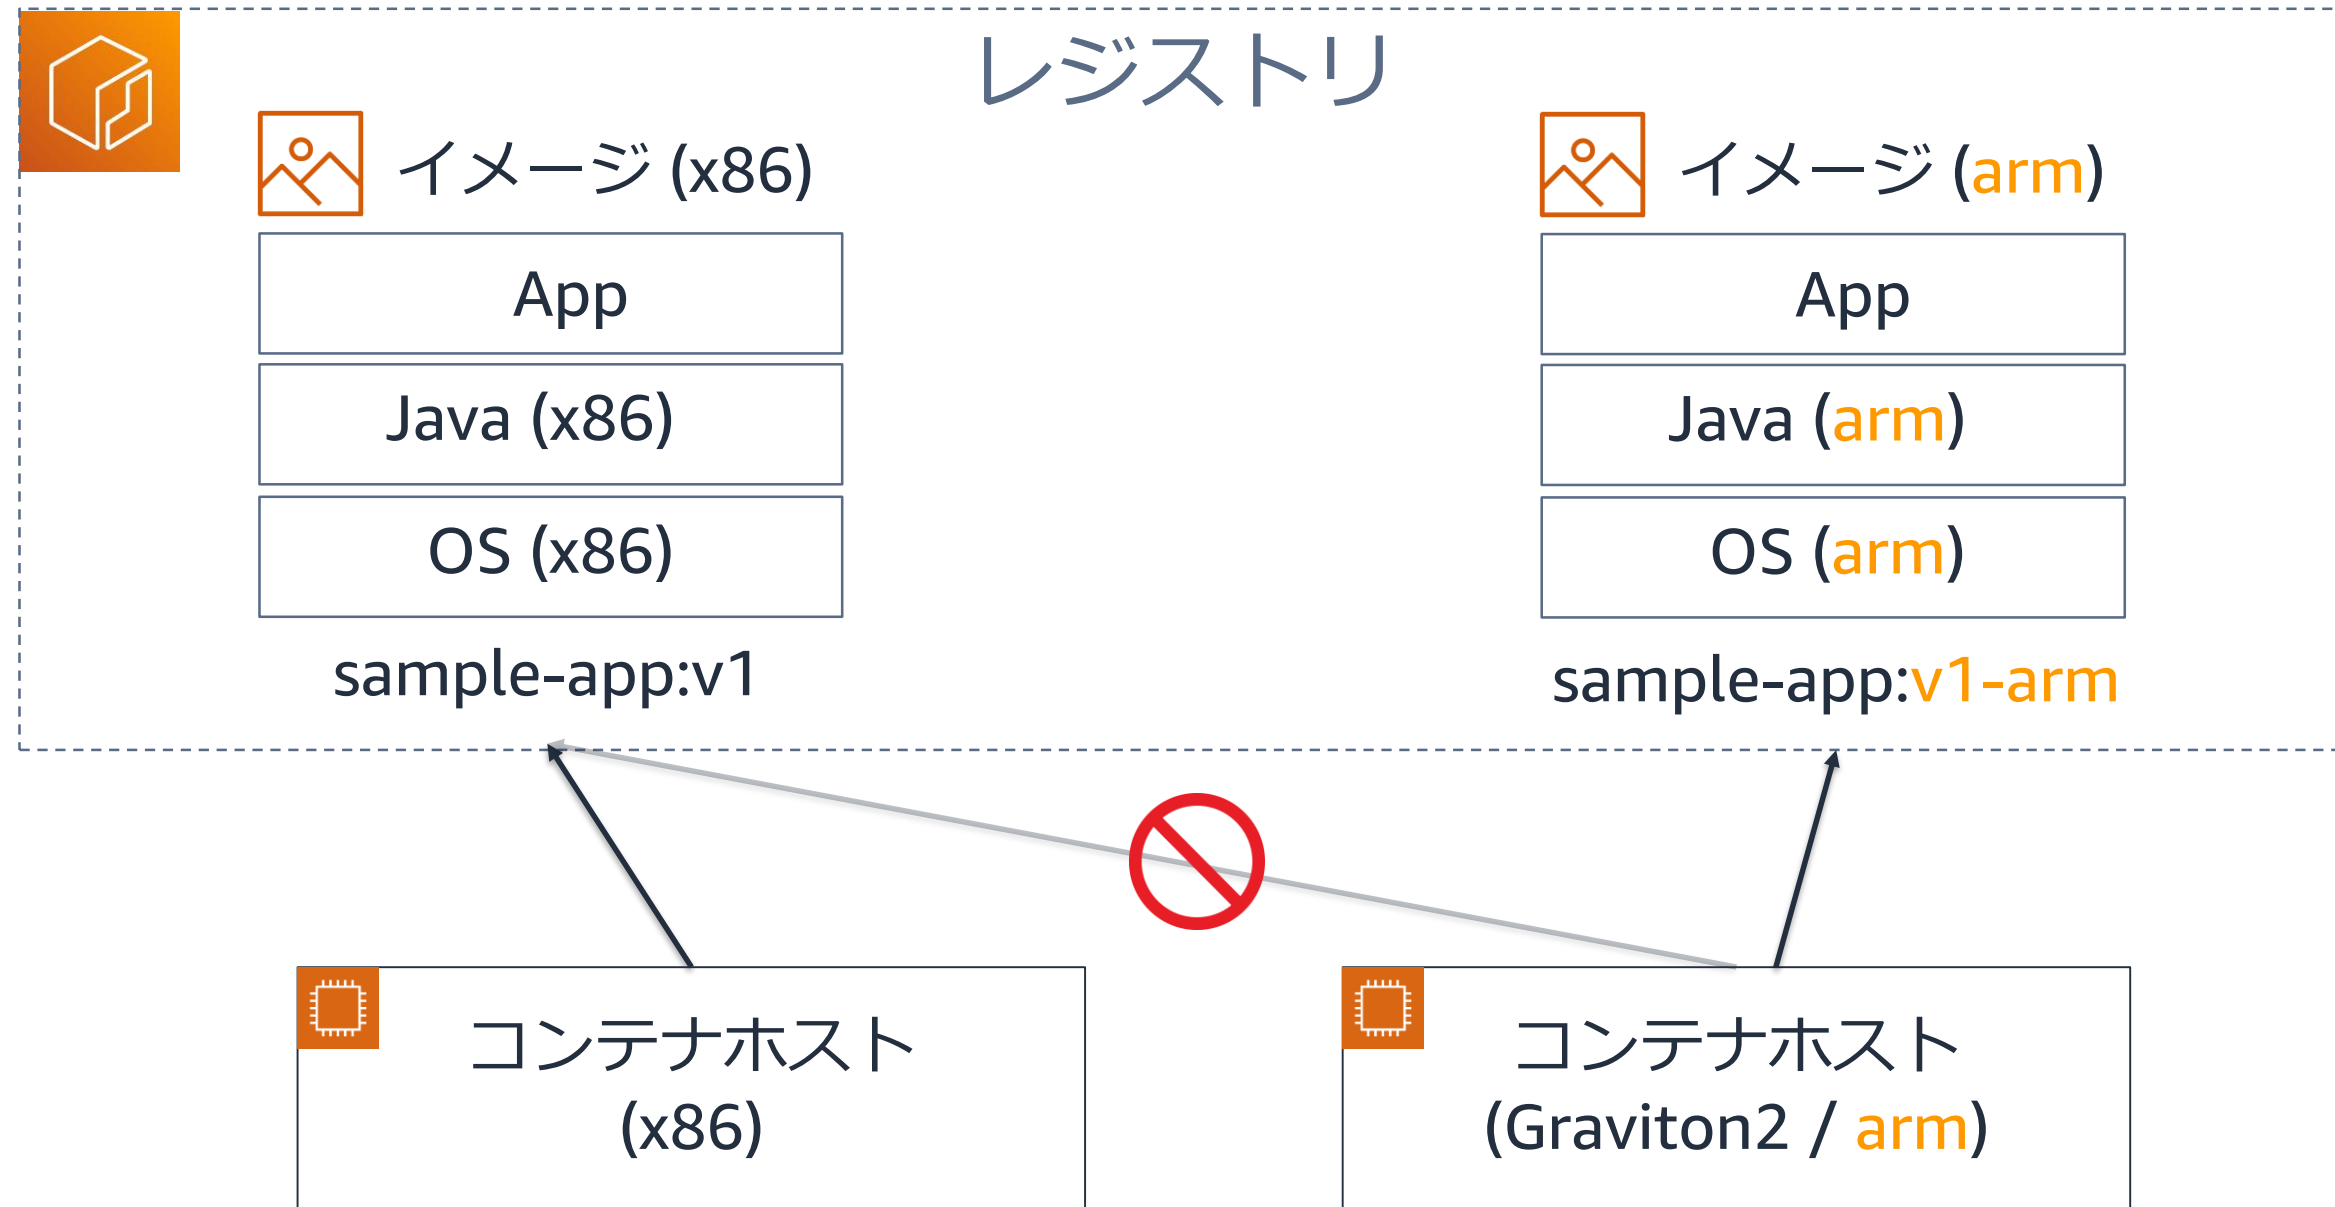 レジストリ
イメージ (x86)
App
Java (x86)
OS (x86)
sample-app:v1
イメージ (arm)
App
Java (arm)
OS (arm)
sample-app:v1-arm
コンテナホスト
(x86)
コンテナホスト
(Graviton2 / arm)